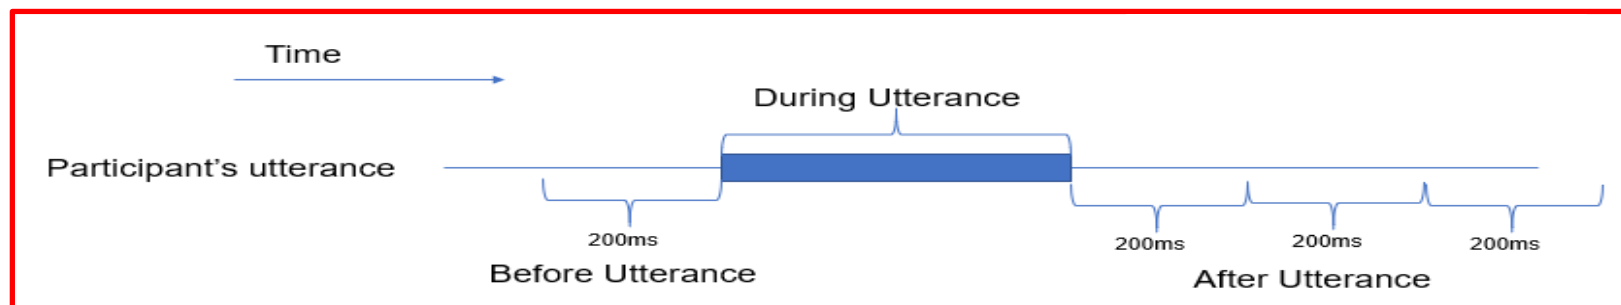 Time
During Utterance
Participant's utterance
200ms
200ms
200ms
200ms
Before Utterance
After Utterance